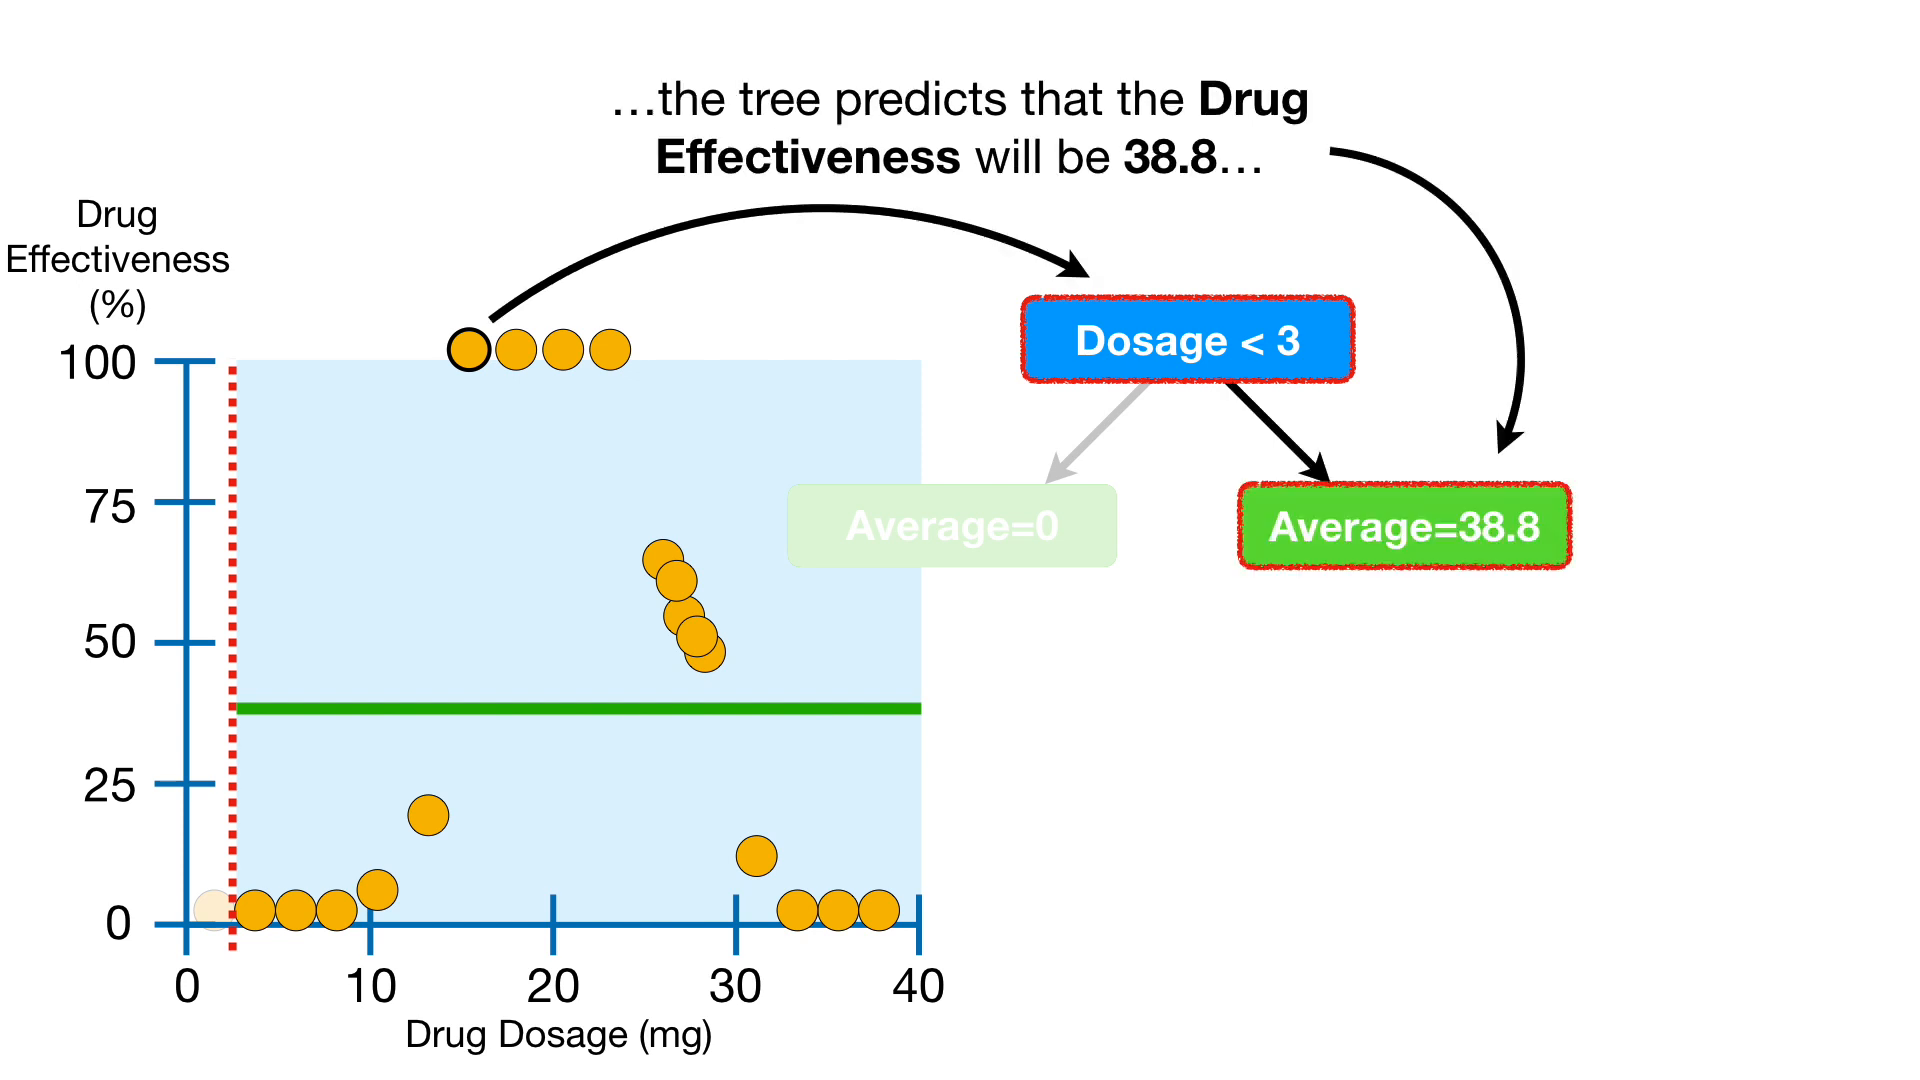 …the tree predicts that the Drug
Effectiveness will be 38.8…
Drug
Effectiveness
(%)
100
75
50
25
0
0 10 20 30 40
Drug Dosage (mg)
Dosage < 3
Average=0
Average=38.8